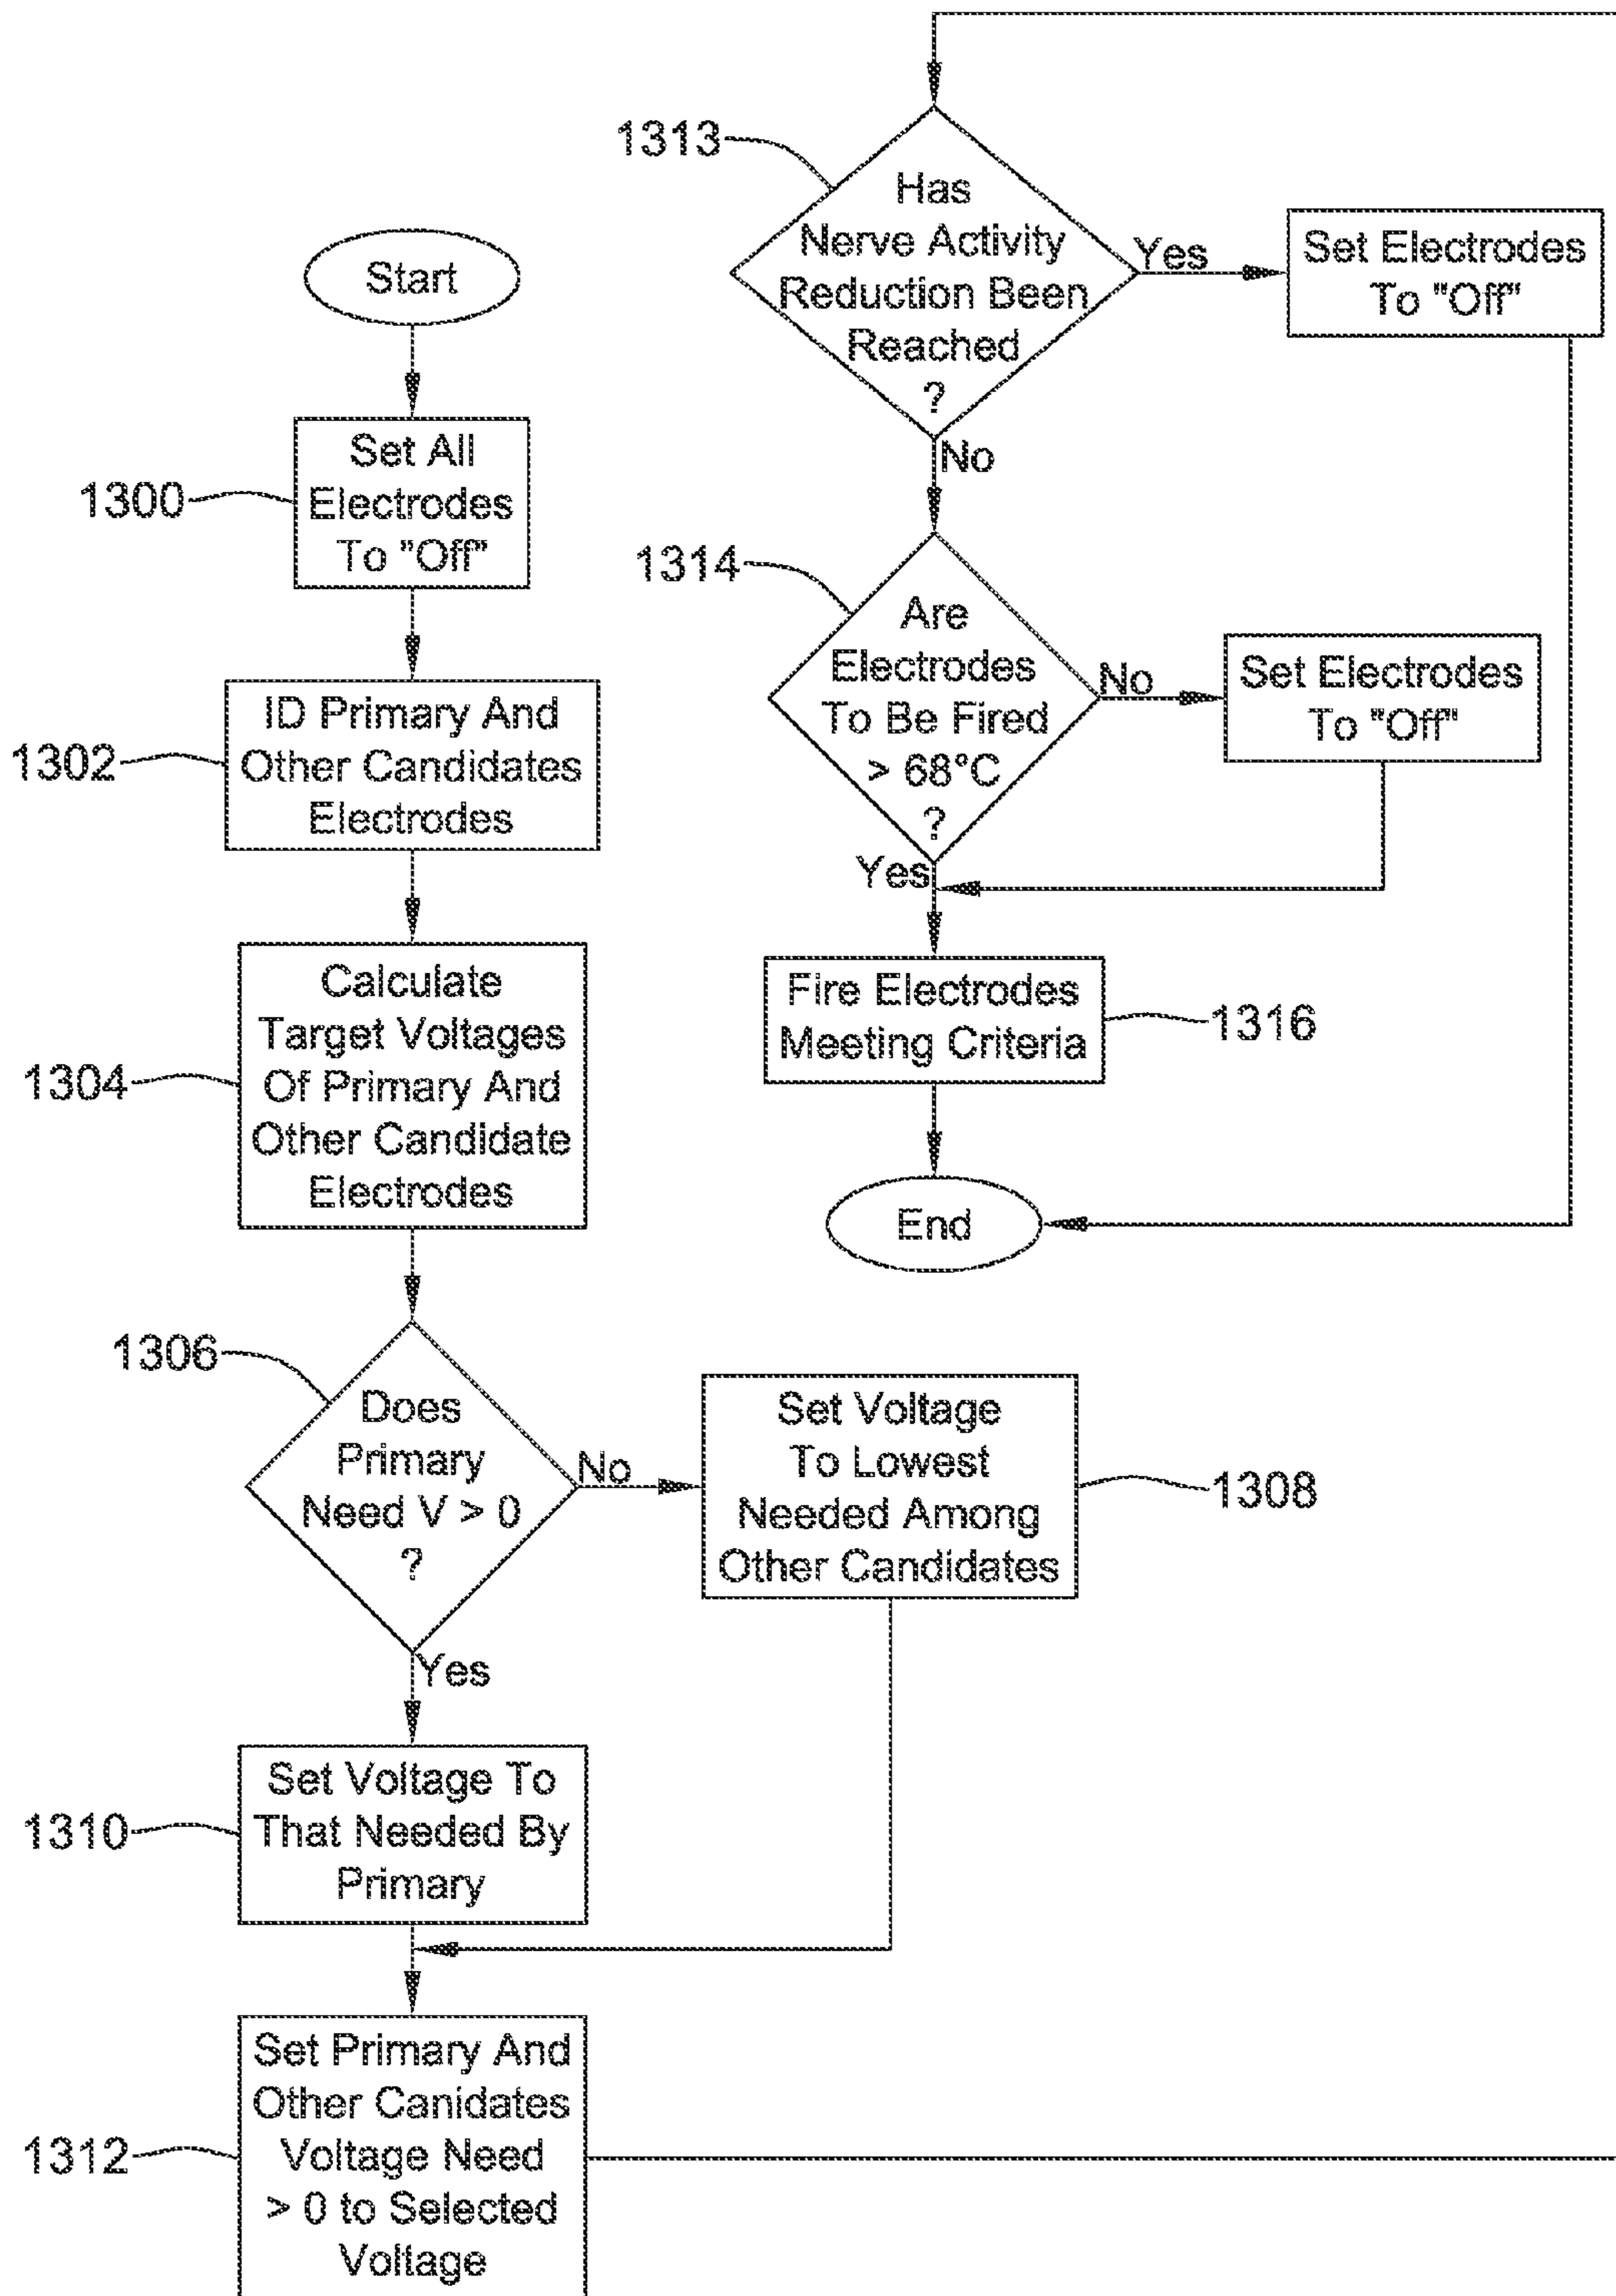 Start
1300
Set All
Electrodes
To "Off"
1302
ID Primary And
Other Candidates
Electrodes
1304
Calculate
Target Voltages
Of Primary And
Other Candidate
Electrodes
1306
Does
Primary
Need V > 0
?
No
Set Voltage
To Lowest
Needed Among
Other Candidates
1308
Yes
1310
Set Voltage To
That Needed By
Primary
1312
Set Primary And
Other Canidates
Voltage Need
> 0 to Selected
Voltage
1313
Has
Nerve Activity
Reduction Been
Reached
?
Yes
Set Electrodes
To "Off"
No
1314
Are
Electrodes
To Be Fired
> 68°C
?
No
Set Electrodes
To "Off"
Yes
Fire Electrodes
Meeting Criteria
1316
End